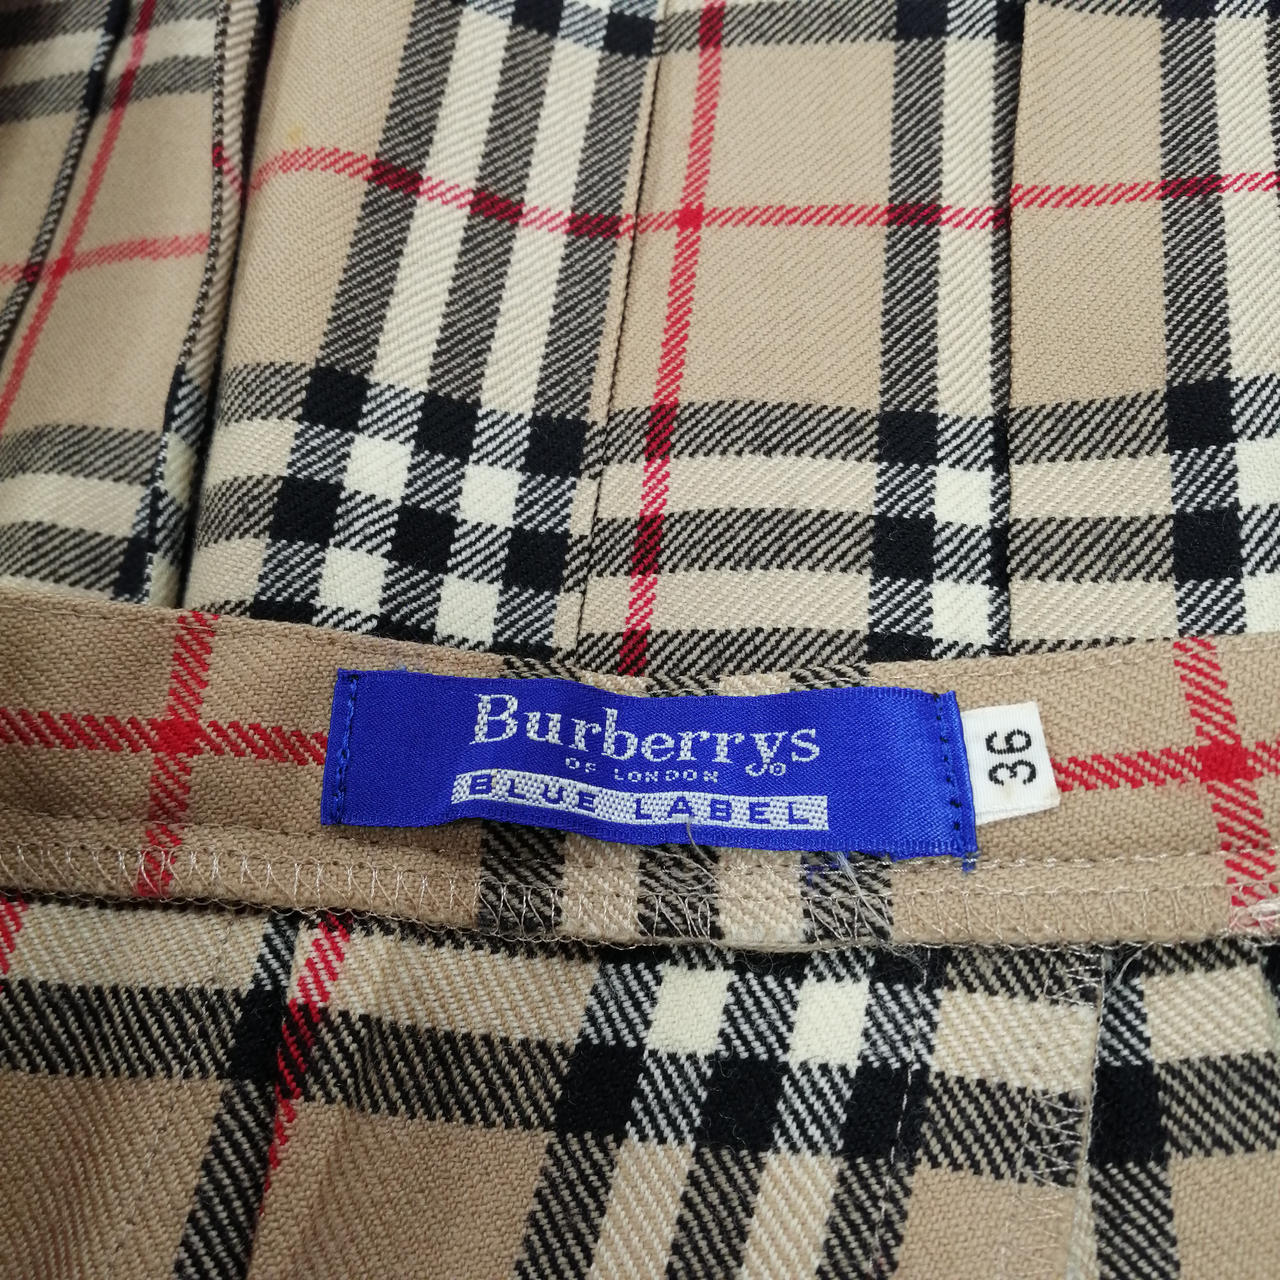 Burberrys
OF LONDON
BLUE LABEL
36